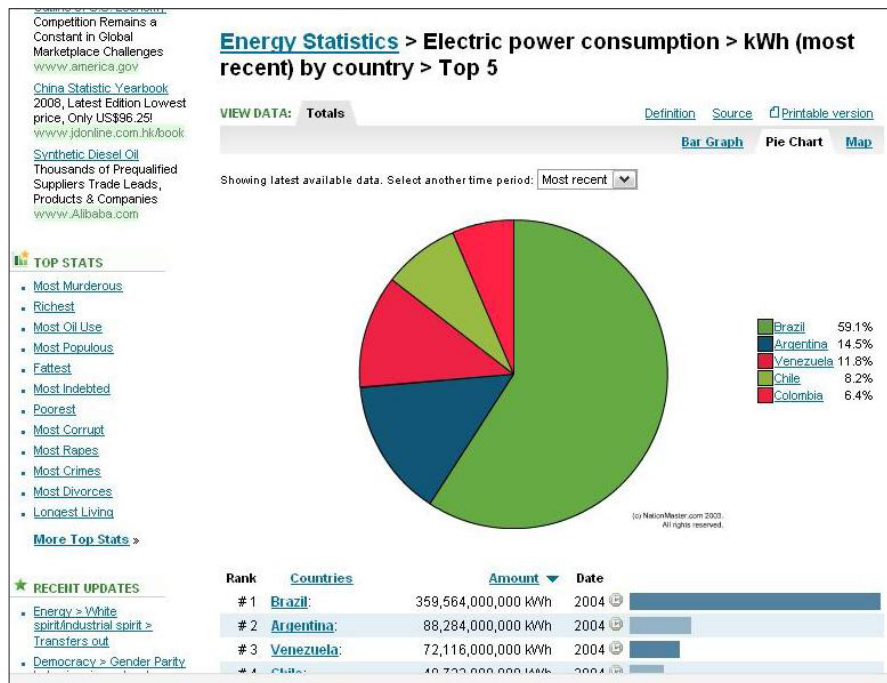 Competition Remains a
Constant in Global
Marketplace Challenges
www.america.gov
China Statistic Yearbook
2008, Latest Edition Lowest
price, Only US$96.25!
www.jdonline.com.hk/book
Synthetic Diesel Oil
Thousands of Prequalified
Suppliers Trade Leads,
Products & Companies
www.Alibaba.com
TOP STATS
Most Murderous
Richest
Most Oil Use
Most Populous
Fattest
Most Indebted
Poorest
Most Corrupt
Most Rapes
Most Crimes
Most Divorces
Longest Living
More Top Stats »
RECENT UPDATES
Energy > White
spirit/industrial spirit >
Transfers out
Democracy > Gender Parity
Energy Statistics > Electric power consumption > kWh (most
recent) by country > Top 5
VIEW DATA: Totals Definition Source Printable version
Bar Graph Pie Chart Map
Showing latest available data. Select another time period: Most recent
Brazil 59.1%
Argentina 14.5%
Venezuela 11.8%
Chile 8.2%
Colombia 6.4%
(c) NationMaster.com 2003.
All rights reserved.
Rank Countries Amount Date
#1 Brazil: 359,564,000,000 kWh 2004
#2 Argentina: 88,284,000,000 kWh 2004
#3 Venezuela: 72,116,000,000 kWh 2004